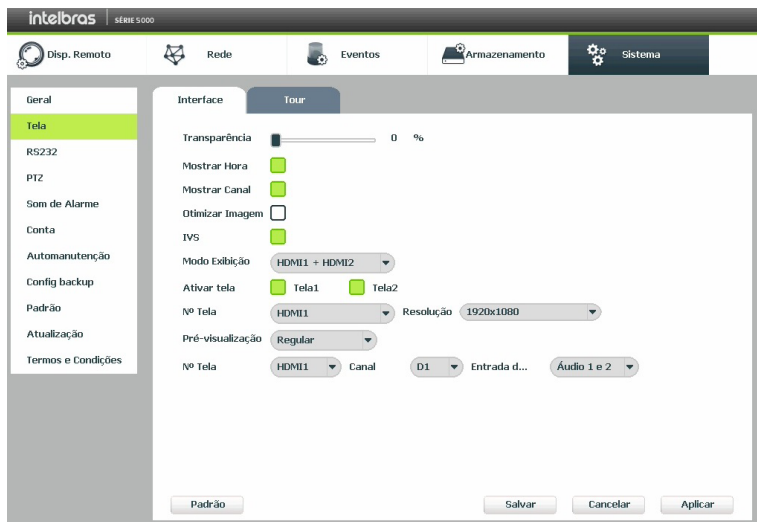 intelbras SÉRIE 5000
Disp. Remoto Rede Eventos Armazenamento Sistema
Geral
Tela
RS232
PTZ
Som de Alarme
Conta
Automanutenção
Config backup
Padrão
Atualização
Termos e Condições
Interface Tour
Transparência 0 %
Mostrar Hora
Mostrar Canal
Otimizar Imagem
IVS
Modo Exibição HDMI1 + HDMI2
Ativar tela Tela1 Tela2
Nº Tela HDMI1 Resolução 1920x1080
Pré-visualização Regular
Nº Tela HDMI1 Canal D1 Entrada d... Áudio 1 e 2
Padrão Salvar Cancelar Aplicar